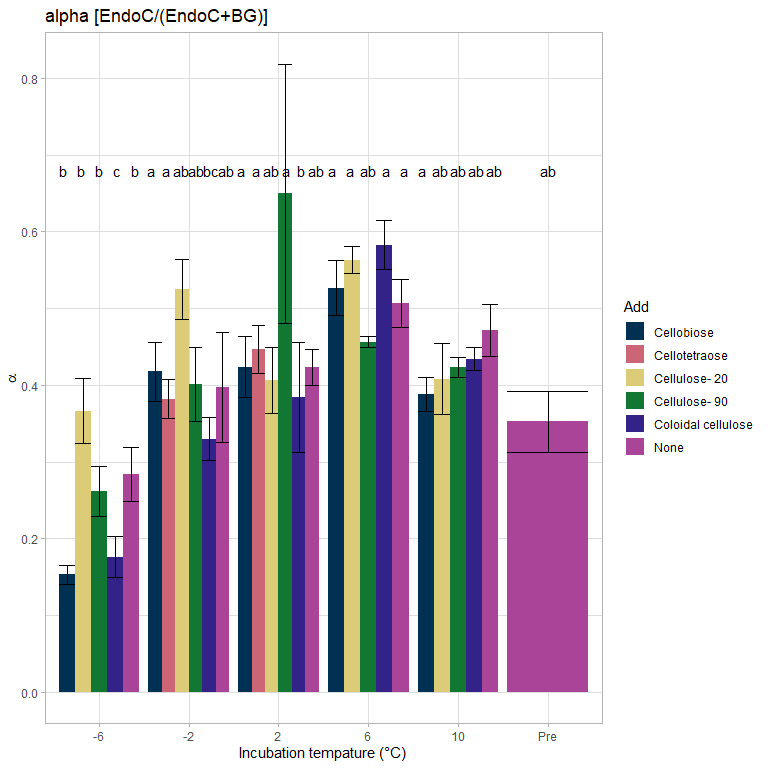 alpha [EndoC/(EndoC+BG)]
0.8
b b b c b a a ab ab bc ab a a ab a b ab a a ab a a a ab ab ab ab ab
0.6
α
0.4
0.2
0.0
-6 -2 2 6 10 Pre
Incubation tempature (°C)
Add
Cellobiose
Cellotetraose
Cellulose- 20
Cellulose- 90
Coloidal cellulose
None